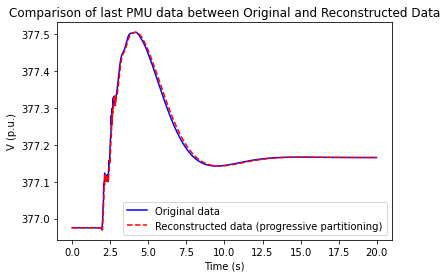 Comparison of last PMU data between Original and Reconstructed Data
377.5
377.4
377.3
377.2
377.1
377.0
V (p.u.)
Original data
Reconstructed data (progressive partitioning)
0.0 2.5 5.0 7.5 10.0 12.5 15.0 17.5 20.0
Time (s)